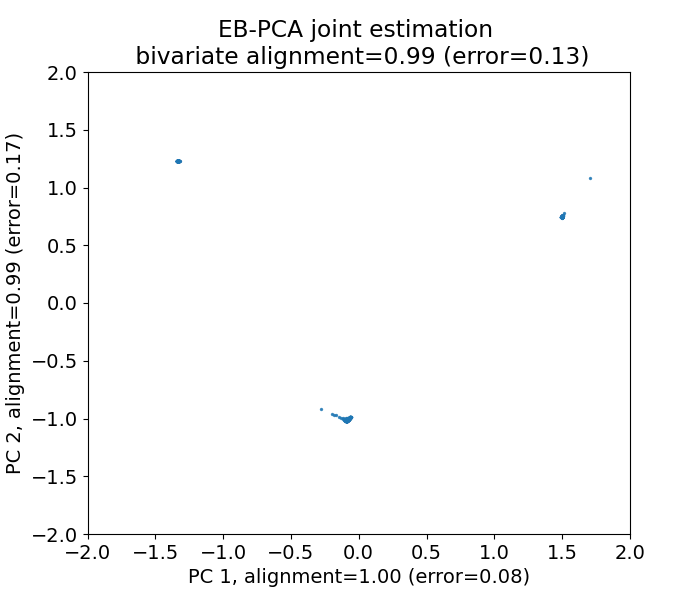 EB-PCA joint estimation
bivariate alignment=0.99 (error=0.13)
PC 2, alignment=0.99 (error=0.17)
2.0
1.5
1.0
0.5
0.0
−0.5
−1.0
−1.5
−2.0
−2.0 −1.5 −1.0 −0.5 0.0 0.5 1.0 1.5 2.0
PC 1, alignment=1.00 (error=0.08)